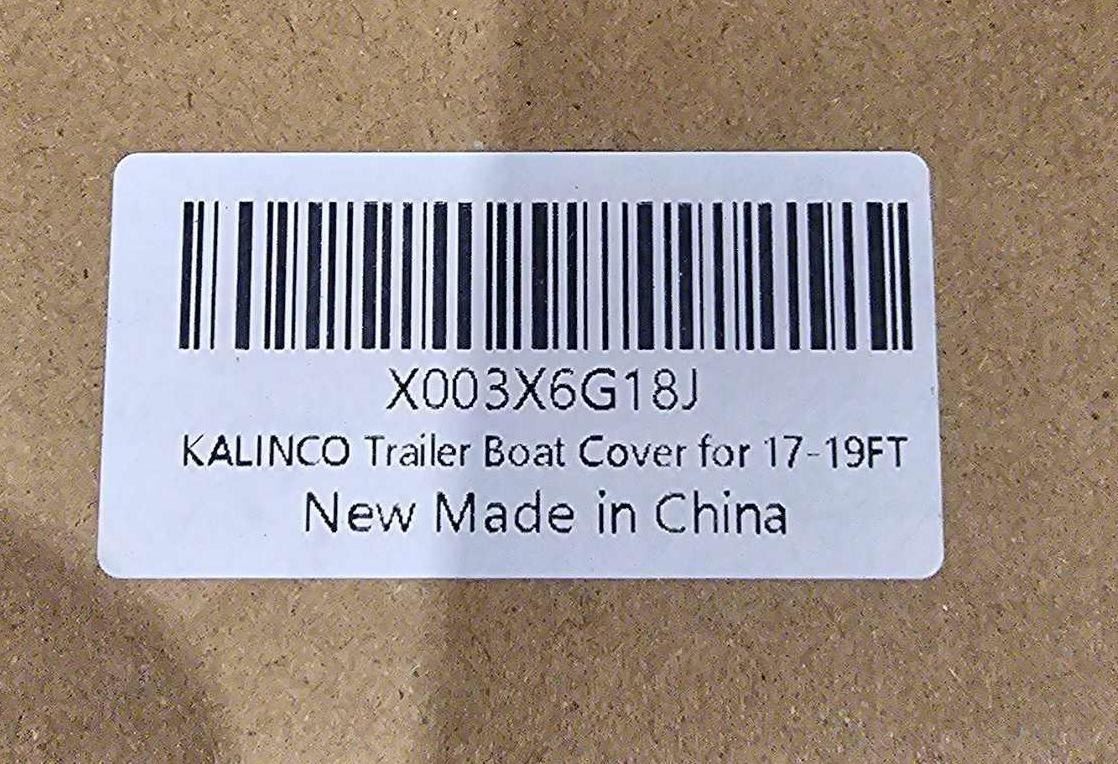 X003X6G18J
KALINCO Trailer Boat Cover for 17-19FT
New Made in China